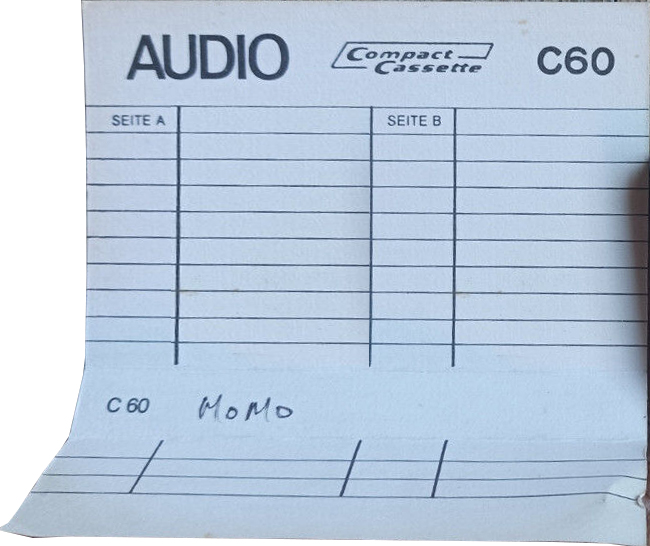 AUDIO Compact Cassette C60
SEITE A SEITE B
C 60 MoMo